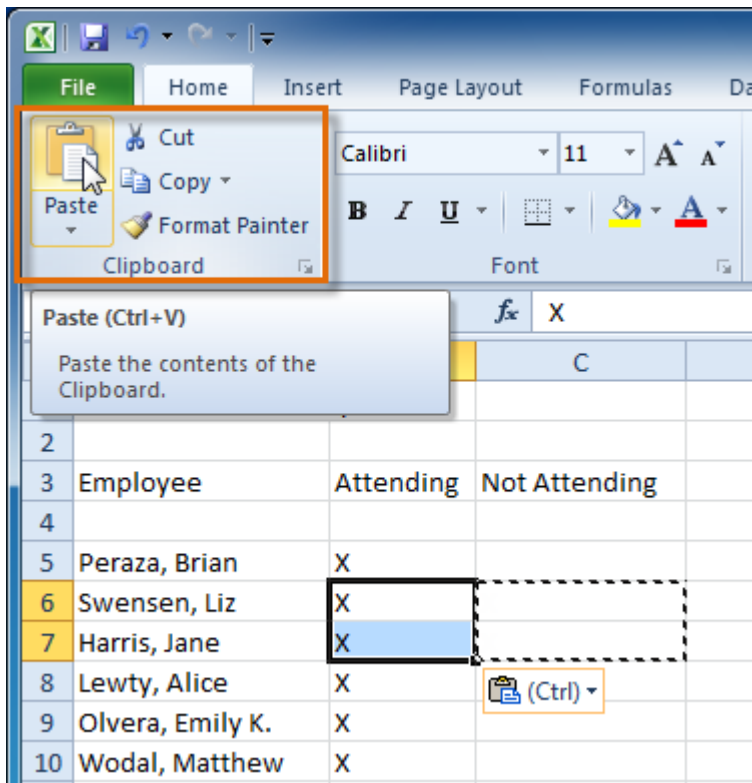 File Home Insert Page Layout Formulas
Paste
Cut
Copy
Format Painter
Clipboard
Calibri 11 A A
B I U A
Font
Paste (Ctrl+V)
Paste the contents of the
Clipboard.
fx X
C
2
3 Employee Attending Not Attending
4
5 Peraza, Brian X
6 Swensen, Liz X
7 Harris, Jane X
8 Lewty, Alice X
(Ctrl)
9 Olvera, Emily K. X
10 Wodal, Matthew X